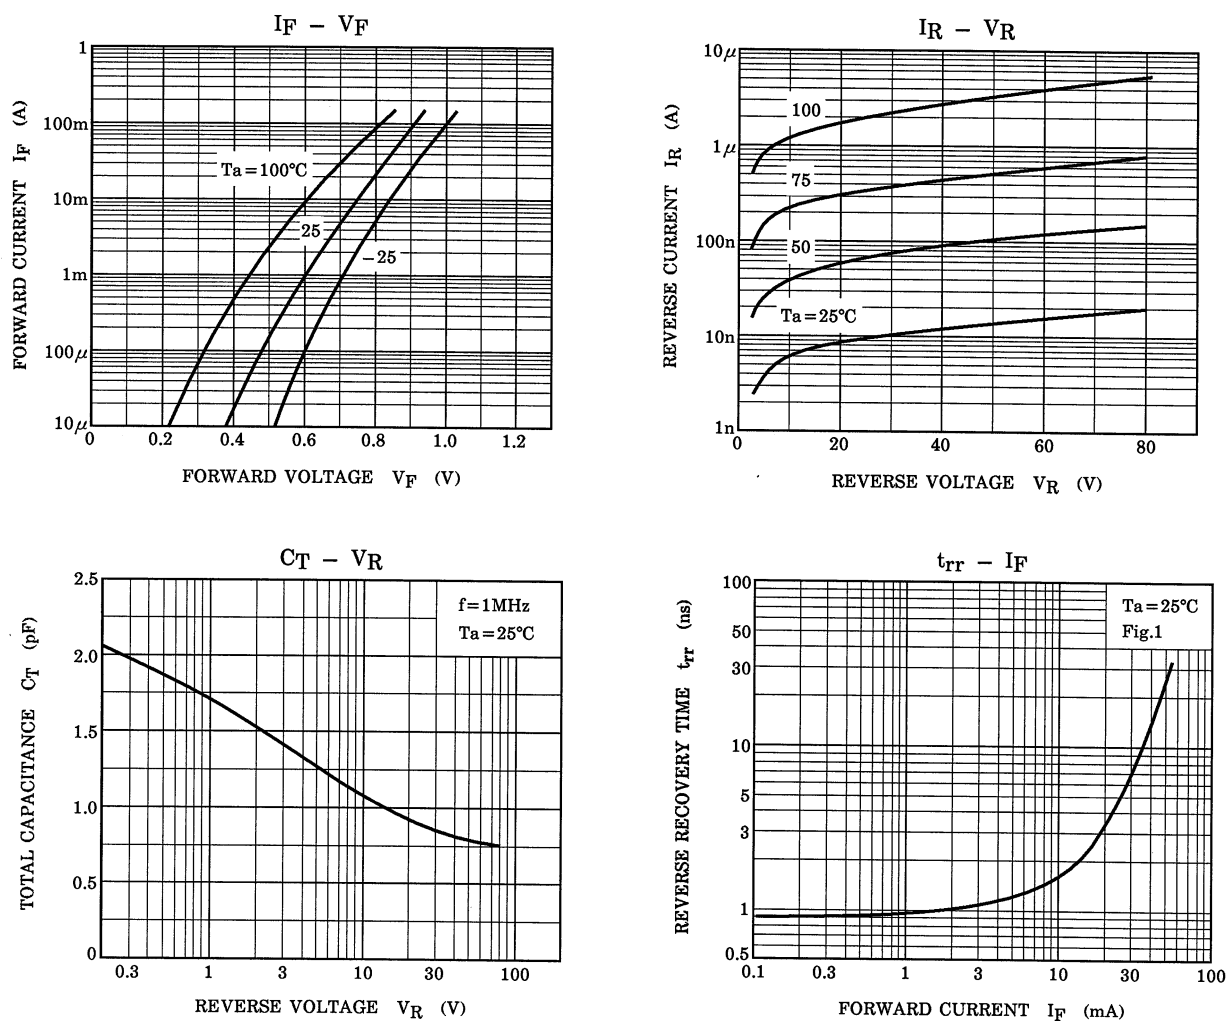 IF – VF
FORWARD CURRENT IF (A)
1
100m
10m
1m
100μ
10μ
Ta=100°C
25
−25
0 0.2 0.4 0.6 0.8 1.0 1.2
FORWARD VOLTAGE VF (V)
IR – VR
REVERSE CURRENT IR (A)
10μ
1μ
100n
10n
1n
100
75
50
Ta=25°C
0 20 40 60 80
REVERSE VOLTAGE VR (V)
CT – VR
TOTAL CAPACITANCE CT (pF)
2.5
2.0
1.5
1.0
0.5
0
f=1MHz
Ta=25°C
0.3 1 3 10 30 100
REVERSE VOLTAGE VR (V)
trr – IF
REVERSE RECOVERY TIME trr (ns)
100
50
30
10
5
3
1
0.5
Ta=25°C
Fig.1
0.1 0.3 1 3 10 30 100
FORWARD CURRENT IF (mA)